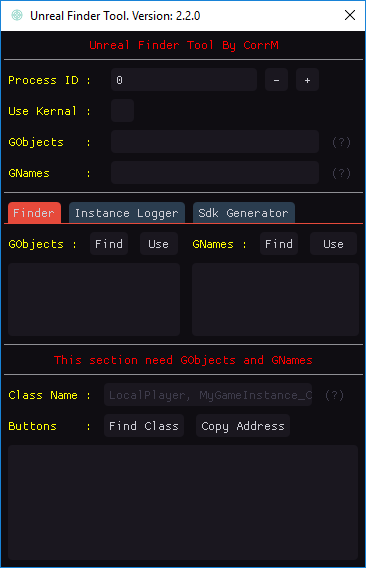 Unreal Finder Tool. Version: 2.2.0
Unreal Finder Tool By CorrM
Process ID : 0 - +
Use Kernal :
GObjects : (?)
GNames : (?)
Finder Instance Logger Sdk Generator
GObjects : Find Use GNames : Find Use
This section need GObjects and GNames
Class Name : LocalPlayer, MyGameInstance_C (?)
Buttons : Find Class Copy Address